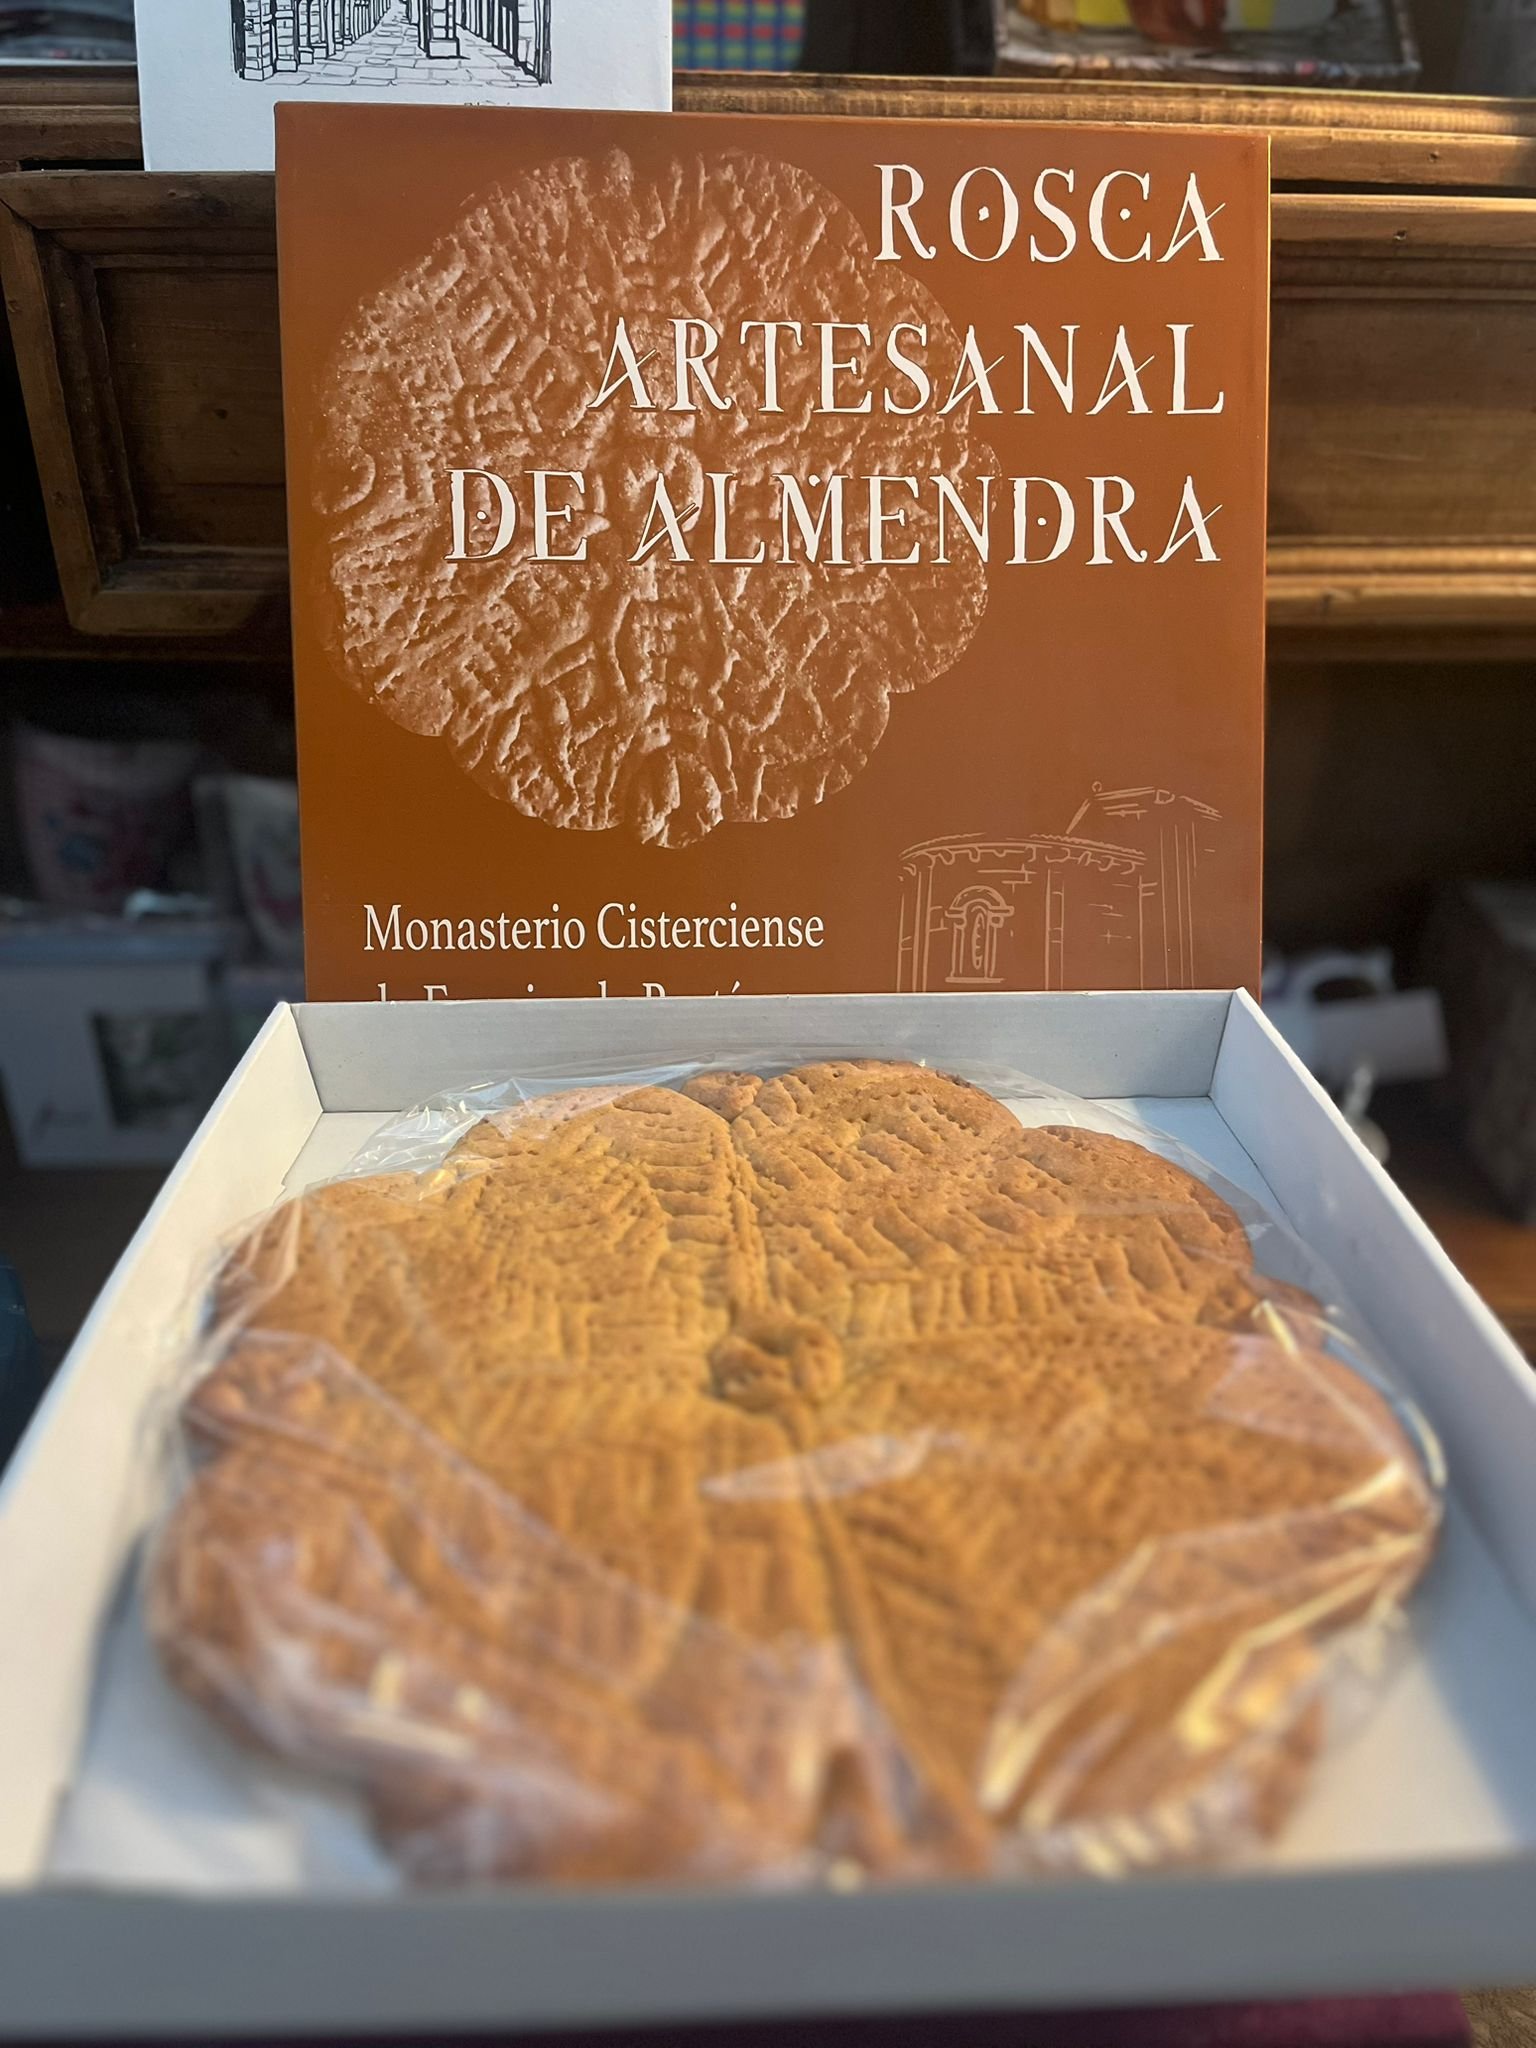 ROSCA
ARTESANAL
DE ALMENDRA
Monasterio Cisterciense